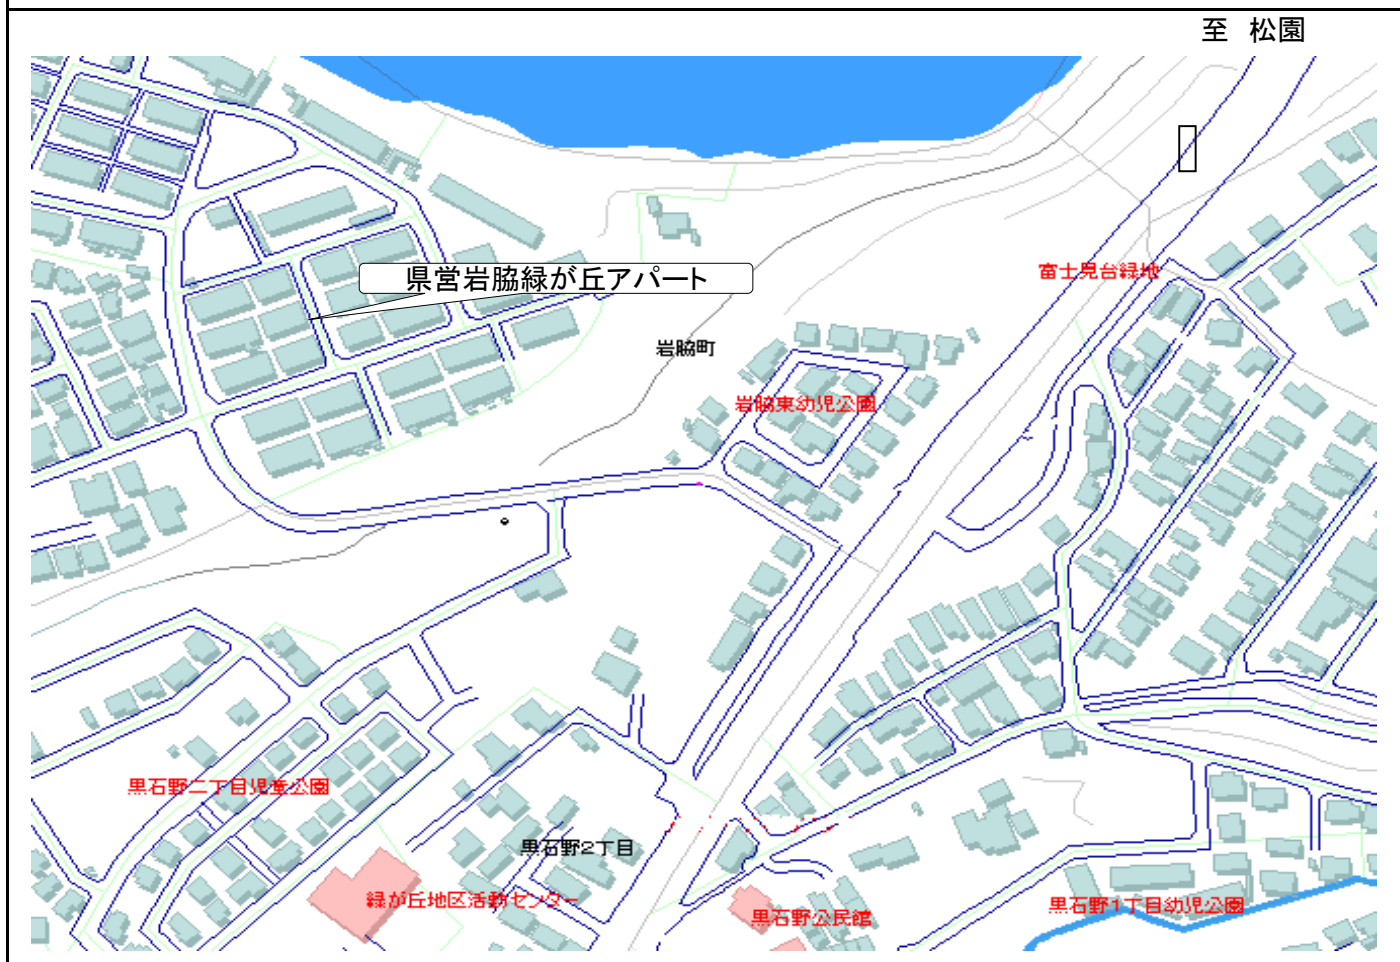 至 松園
県営岩脇緑が丘アパート
富士見台緑地
岩脇町
岩脇東幼児公園
黒石野二丁目児童公園
黒石野2丁目
緑が丘地区活動センター
黒石野公民館
黒石野1丁目幼児公園